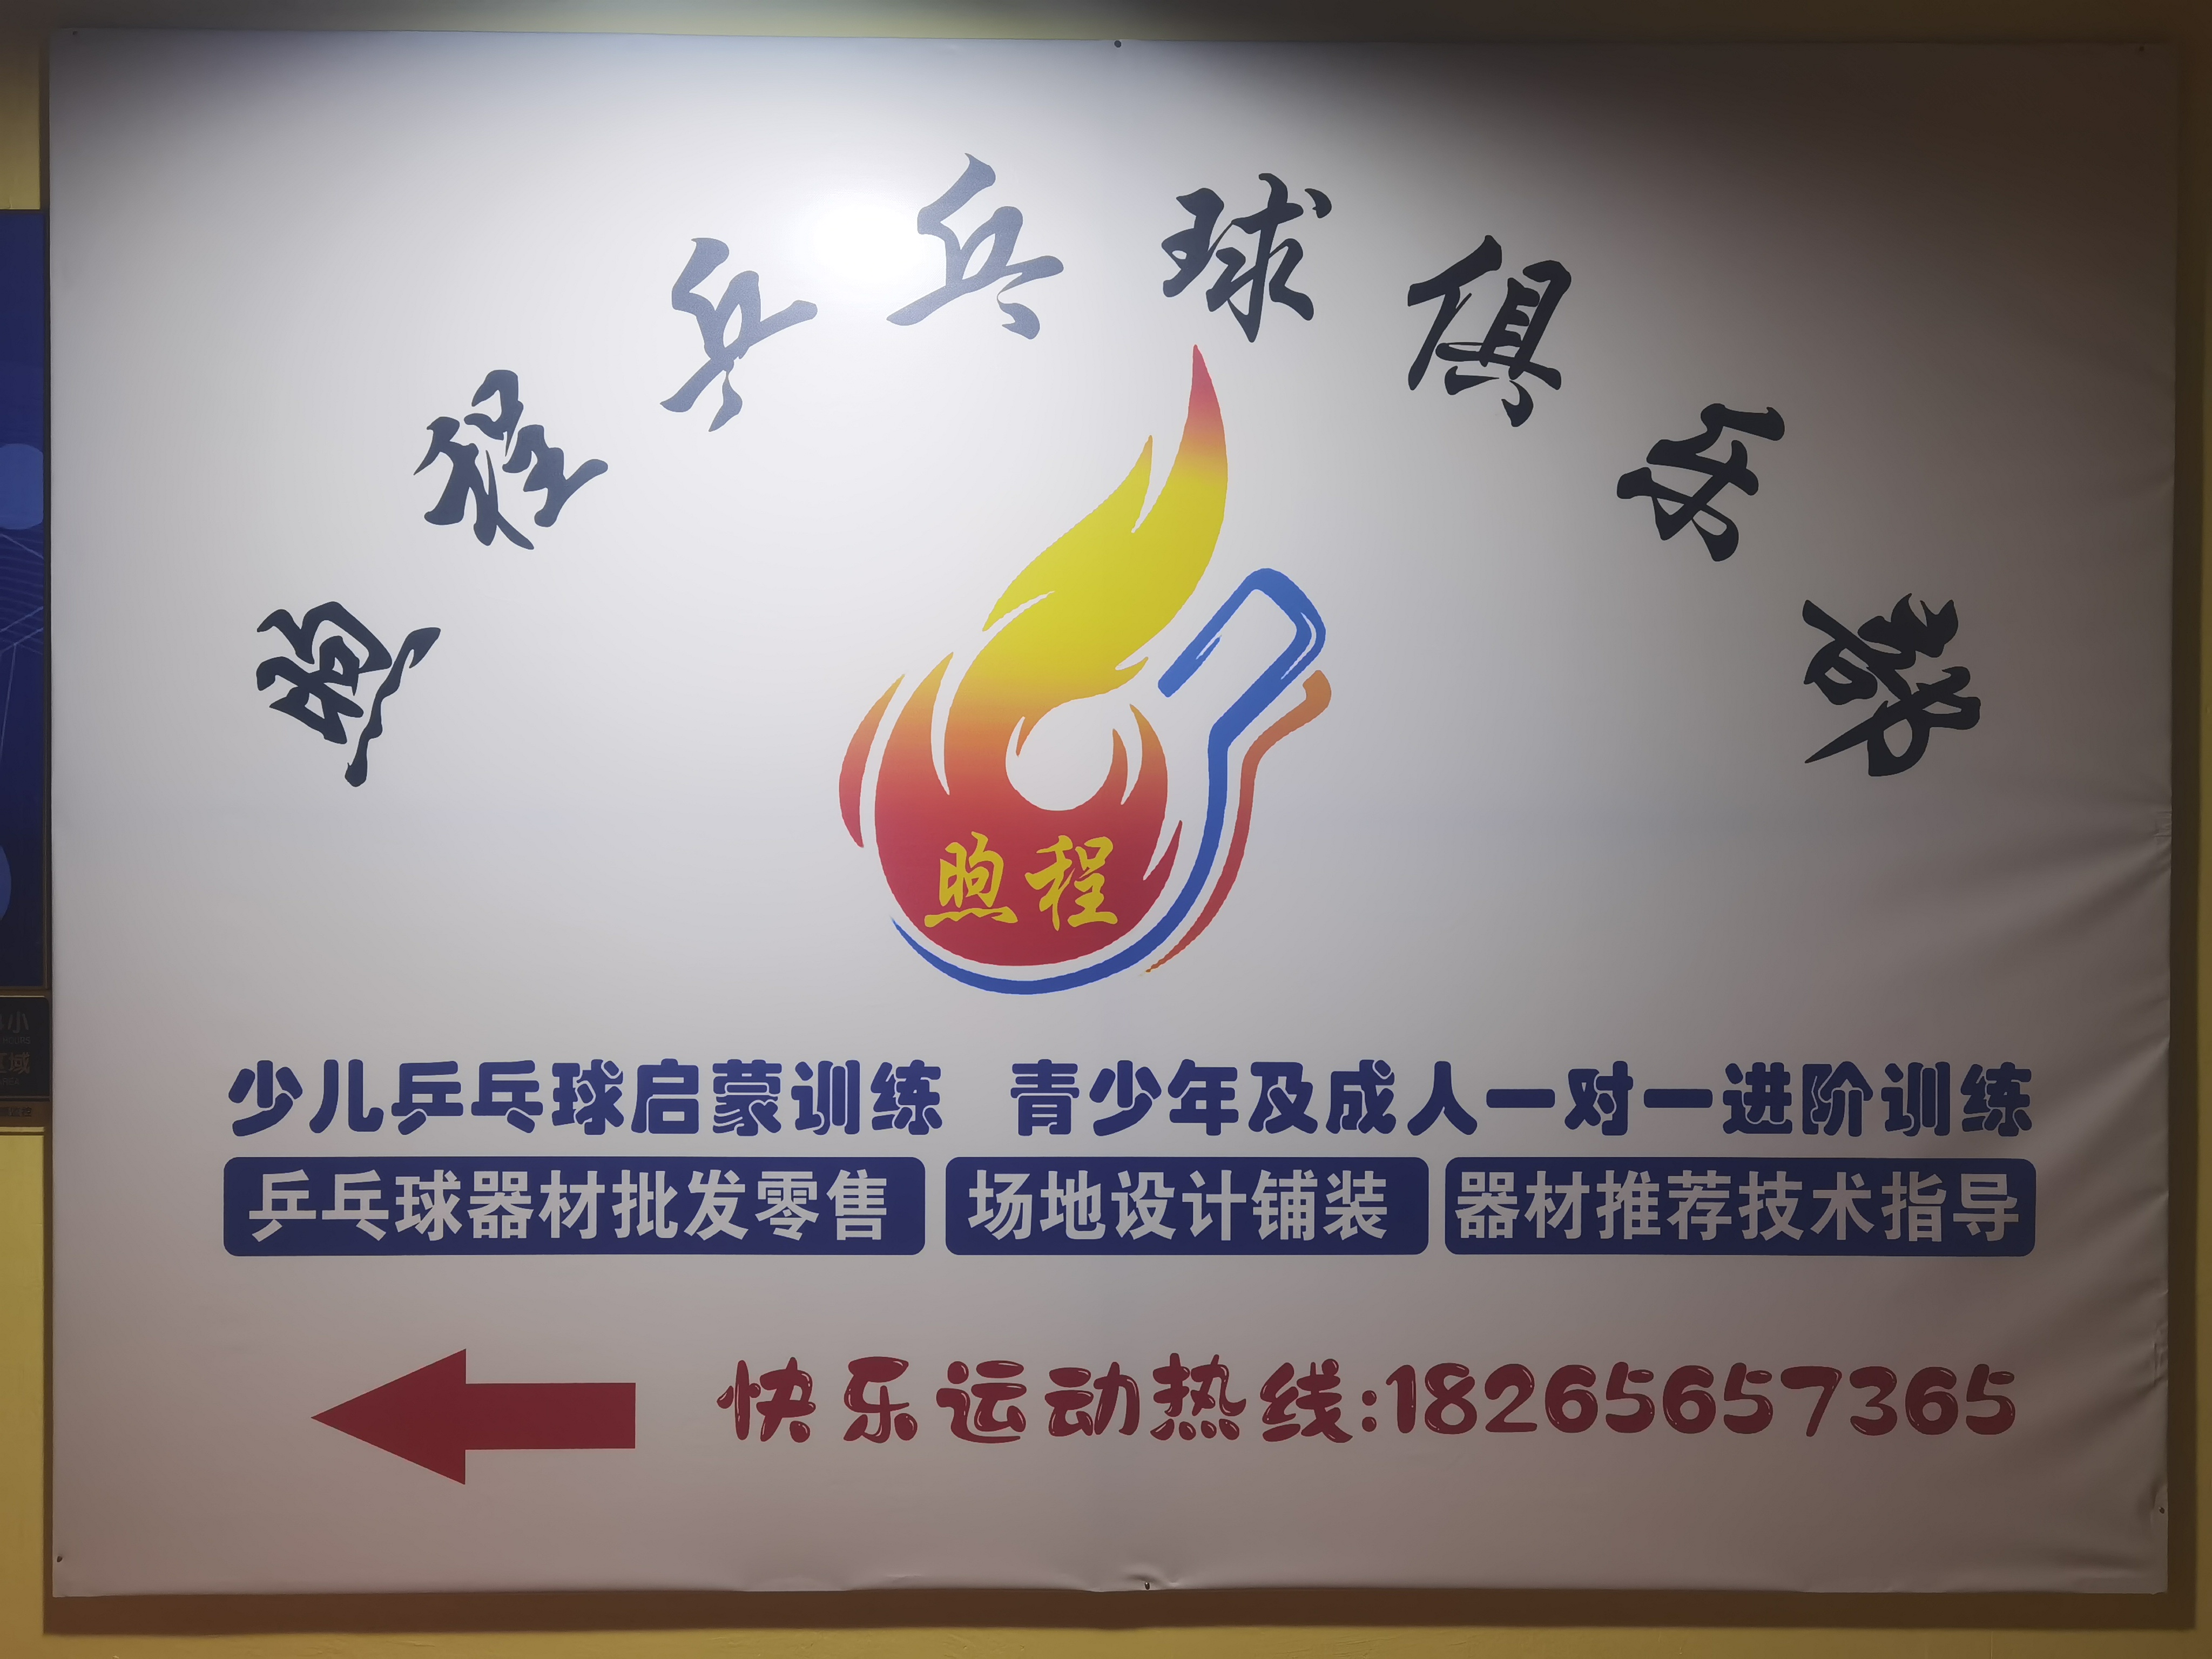 煦程乒乓球俱乐部
煦程
少儿乒乓球启蒙训练 青少年及成人一对一进阶训练
乒乓球器材批发零售 场地设计铺装 器材推荐技术指导
快乐运动热线:18265657365
小
区域